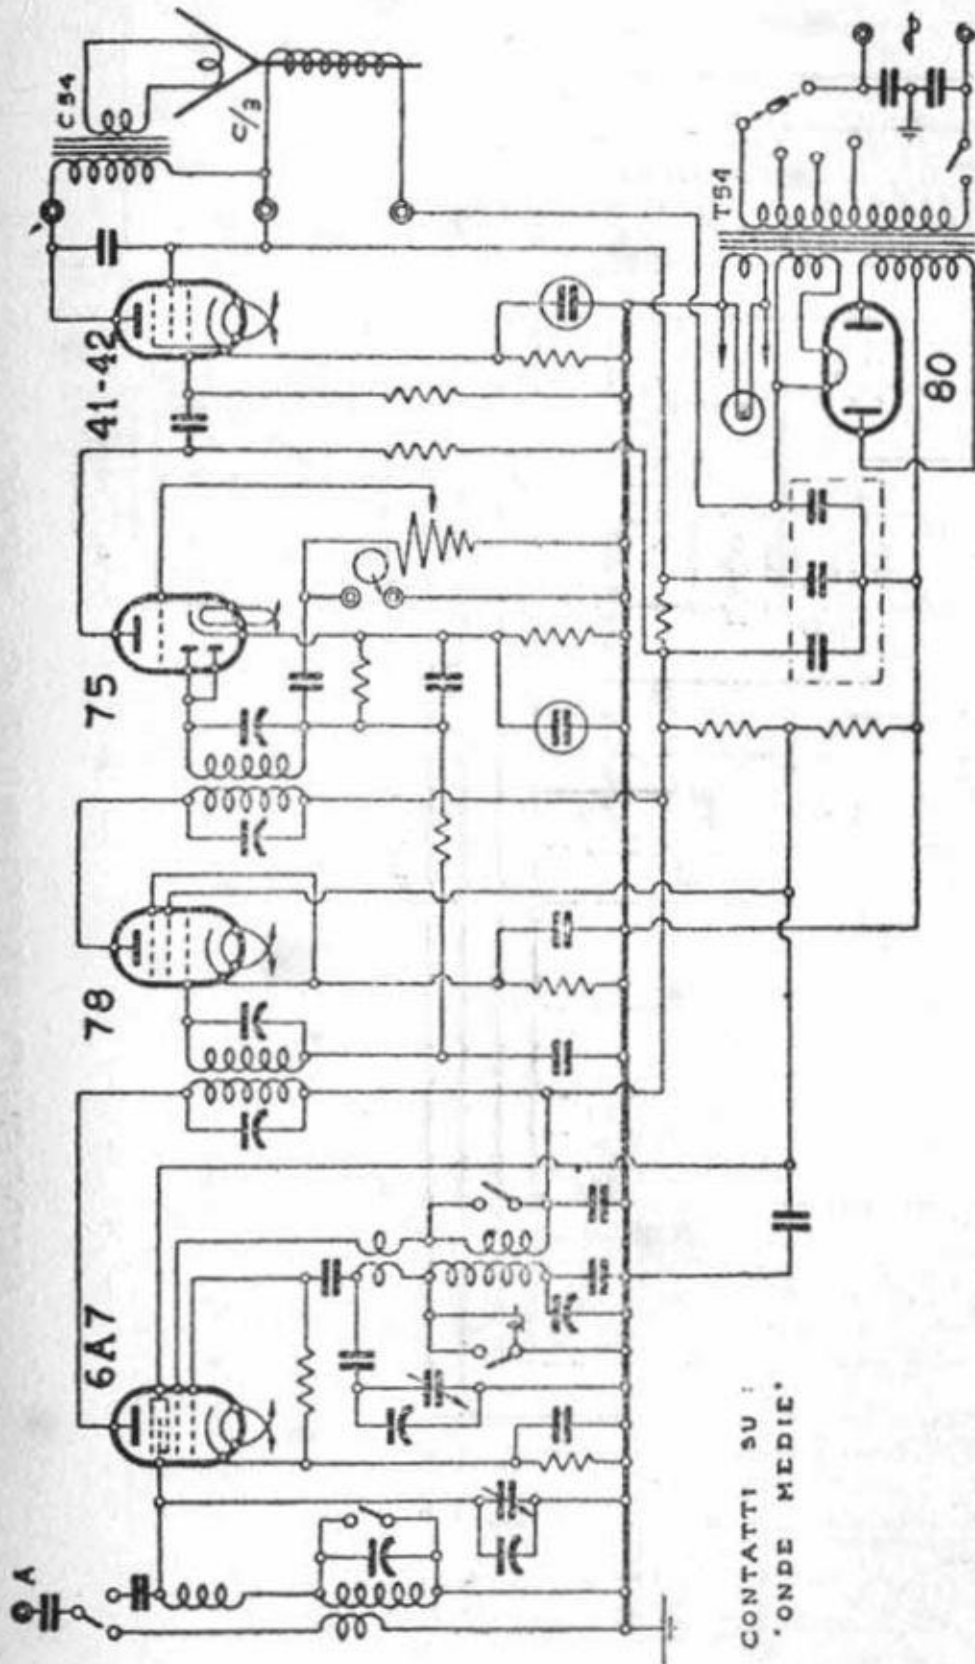 A
6A7
78
75
41-42
C54
C/3
T54
80
CONTATTI SU :
"ONDE MEDIE"